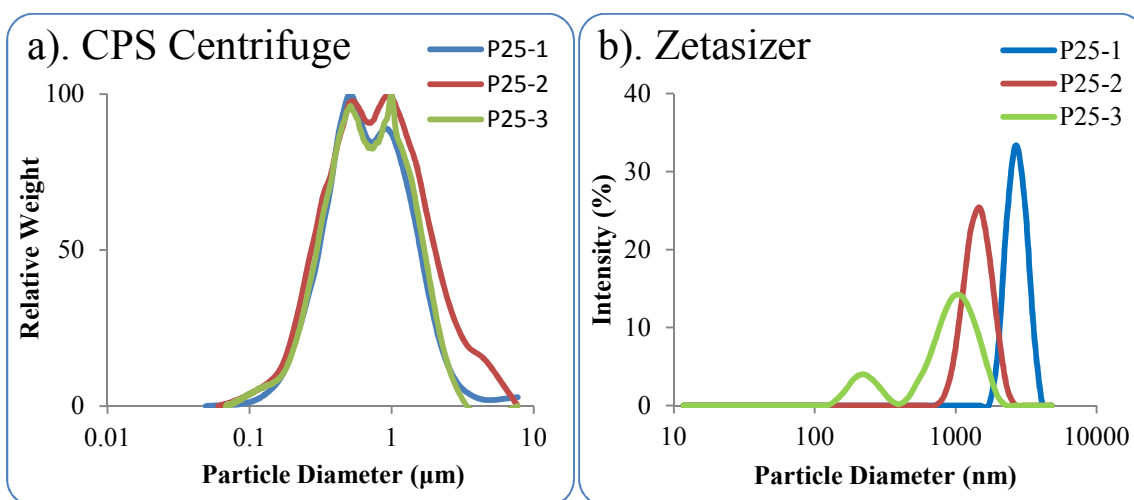 a). CPS Centrifuge
P25-1
P25-2
P25-3
100
50
0
Relative Weight
0.01 0.1 1 10
Particle Diameter (µm)
b). Zetasizer
P25-1
P25-2
P25-3
40
30
20
10
0
Intensity (%)
10 100 1000 10000
Particle Diameter (nm)